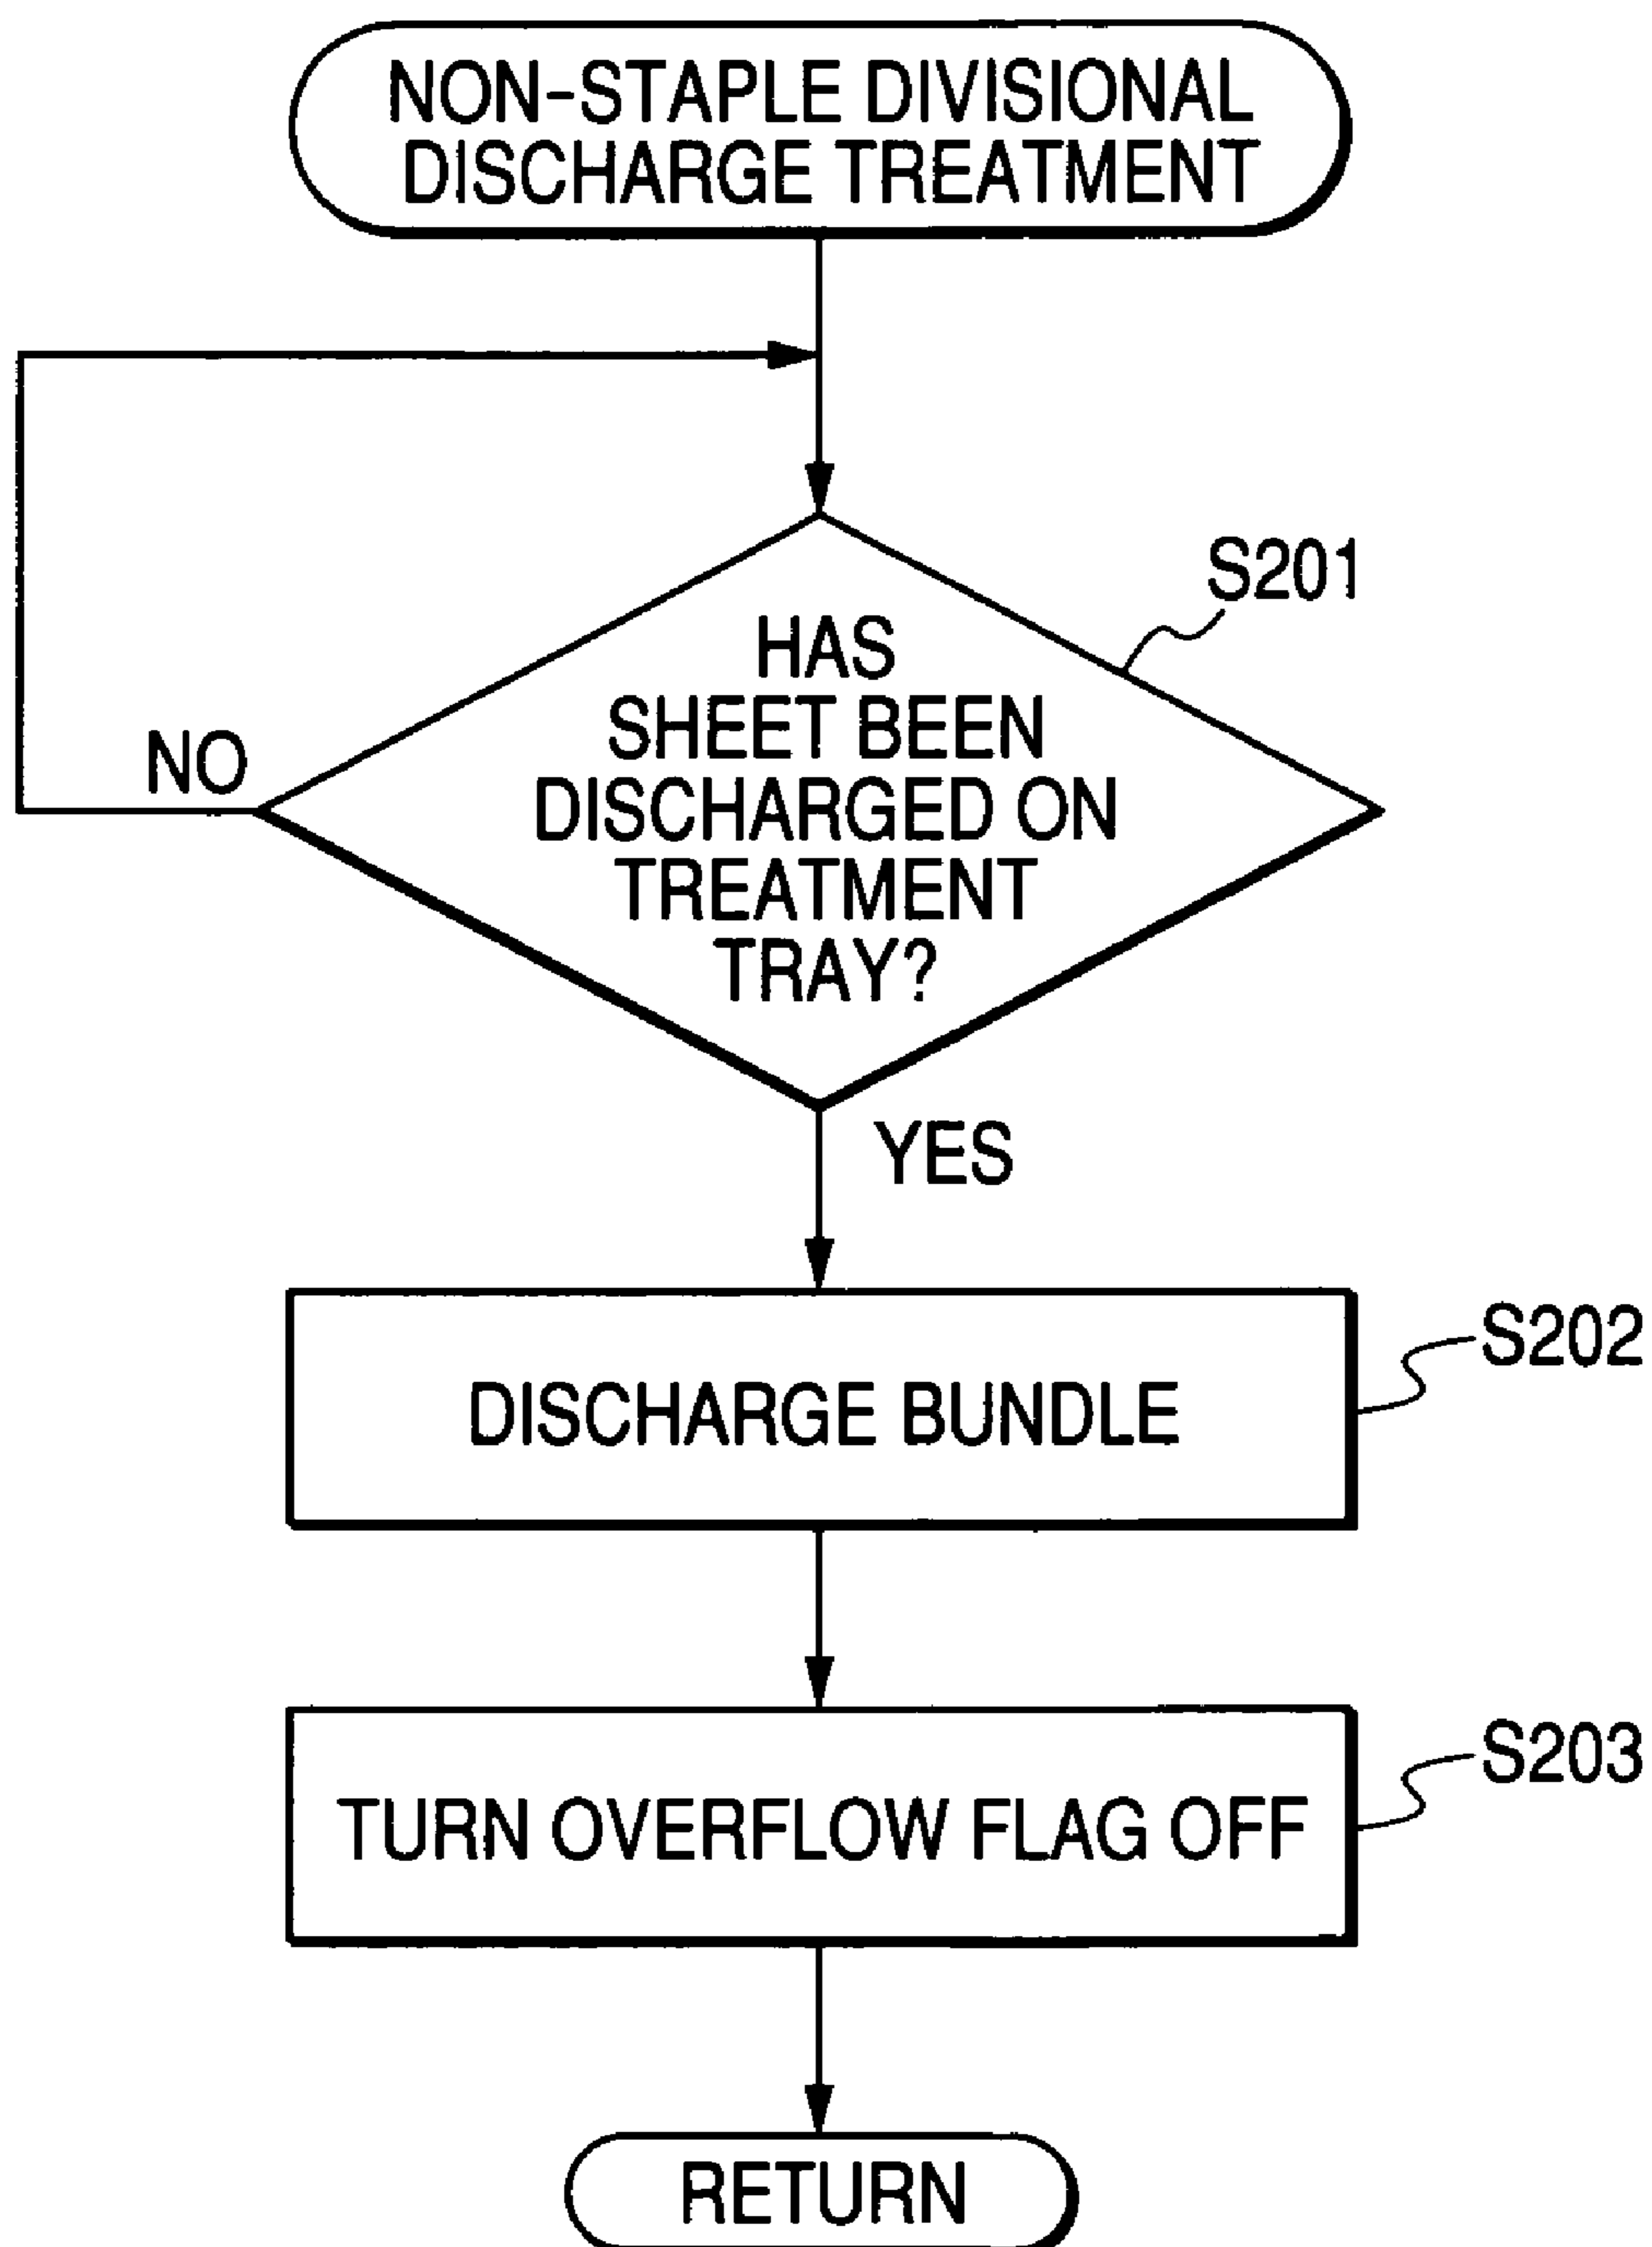 NON-STAPLE DIVISIONAL
DISCHARGE TREATMENT
S201
HAS
SHEET BEEN
DISCHARGED ON
TREATMENT
TRAY?
NO
YES
DISCHARGE BUNDLE
S202
TURN OVERFLOW FLAG OFF
S203
RETURN